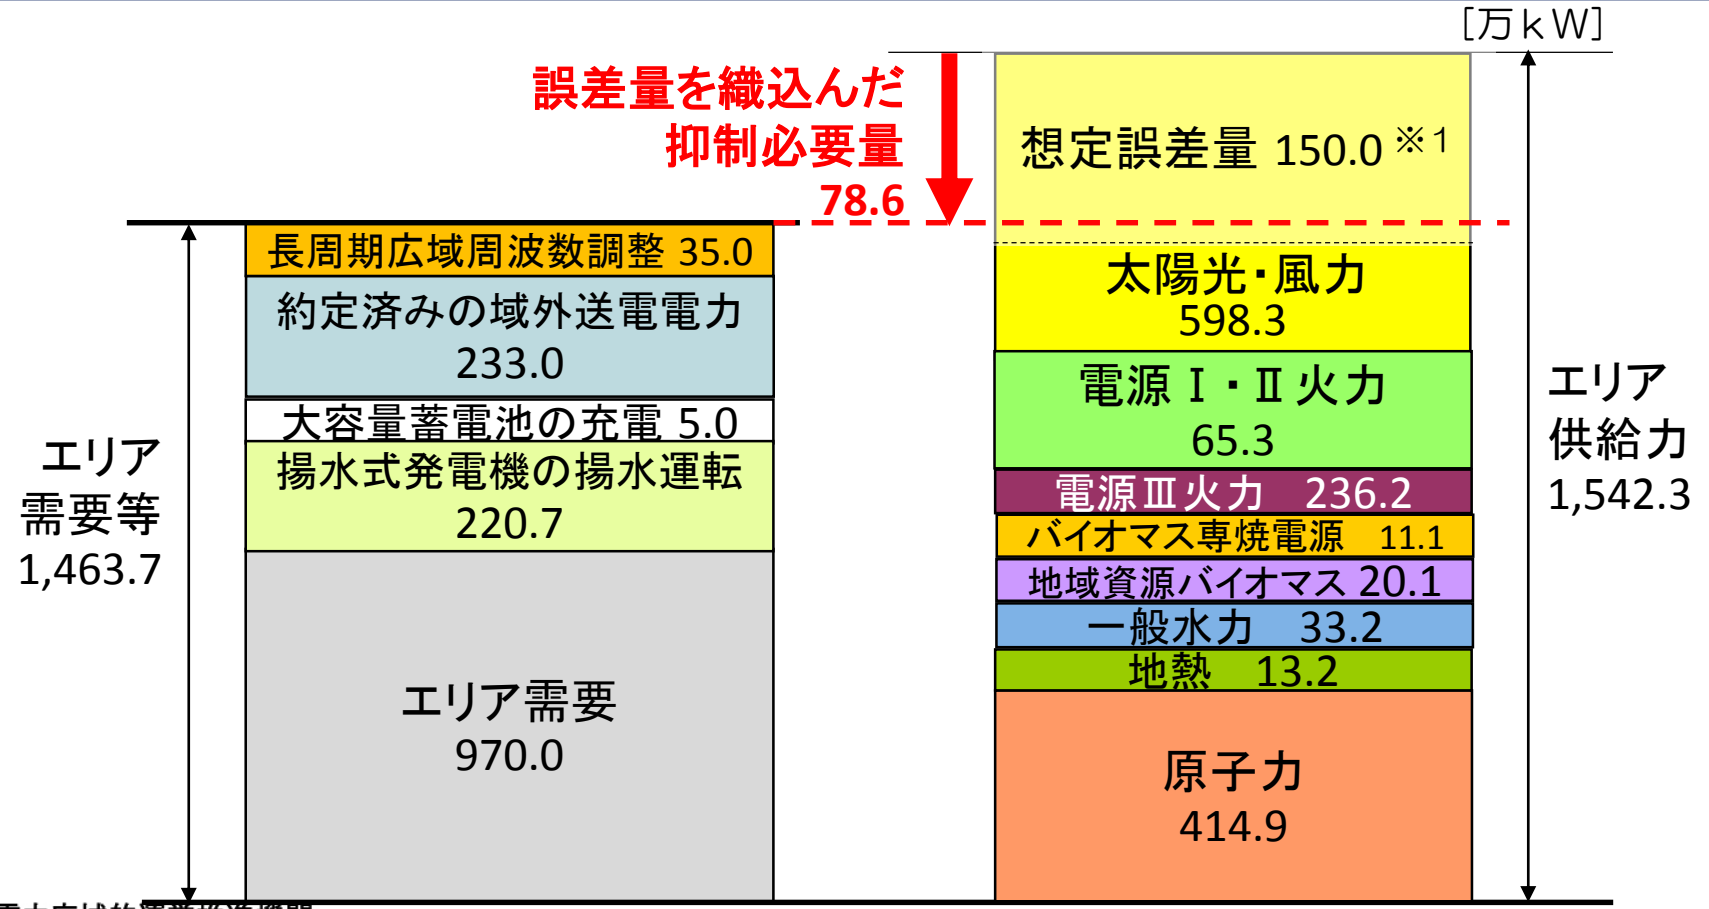 [万kW]
誤差量を織込んだ
抑制必要量
78.6
想定誤差量 150.0 ※1
長周期広域周波数調整 35.0
約定済みの域外送電電力
233.0
大容量蓄電池の充電 5.0
揚水式発電機の揚水運転
220.7
エリア需要
970.0
エリア
需要等
1,463.7
太陽光・風力
598.3
電源Ⅰ・Ⅱ火力
65.3
電源Ⅲ火力 236.2
バイオマス専焼電源 11.1
地域資源バイオマス 20.1
一般水力 33.2
地熱 13.2
原子力
414.9
エリア
供給力
1,542.3